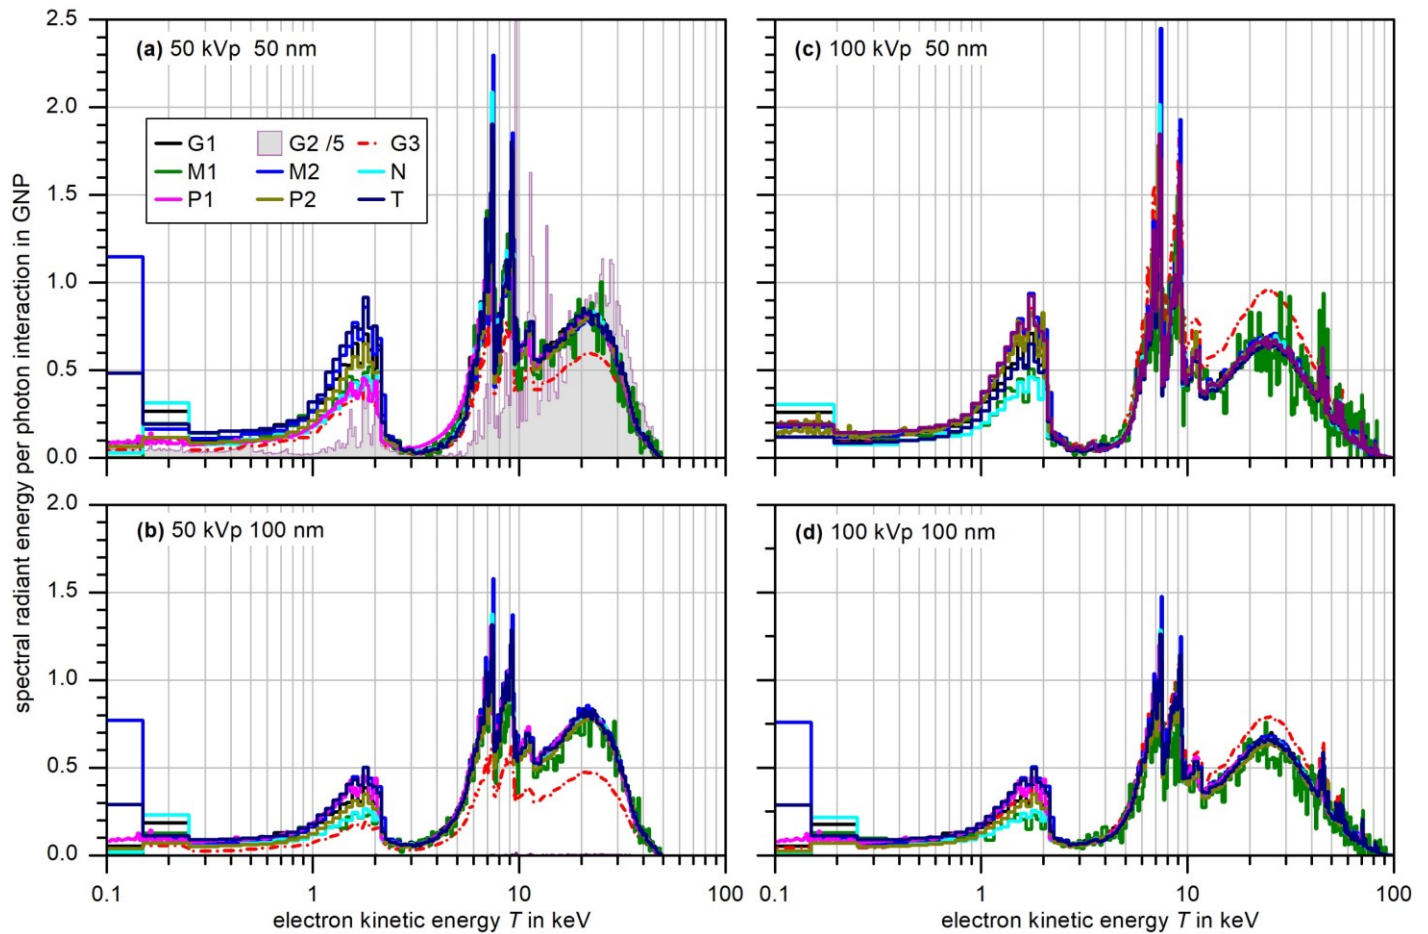 spectral radiant energy per photon interaction in GNP
2.5
2.0
1.5
1.0
0.5
0.0
(a) 50 kVp 50 nm
G1 G2 /5 G3
M1 M2 N
P1 P2 T
(c) 100 kVp 50 nm
2.0
1.5
1.0
0.5
0.0
(b) 50 kVp 100 nm
0.1 1 10 100
electron kinetic energy T in keV
(d) 100 kVp 100 nm
0.1 1 10 100
electron kinetic energy T in keV